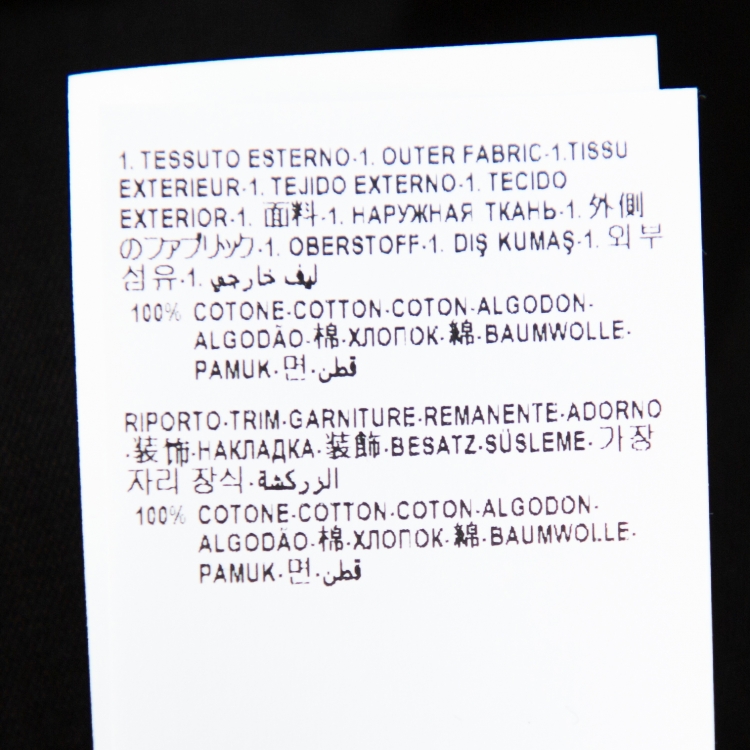 1. TESSUTO ESTERNO·1. OUTER FABRIC·1.TISSU
EXTERIEUR·1. TEJIDO EXTERNO·1. TECIDO
EXTERIOR·1. 面料·1. НАРУЖНАЯ ТКАНЬ·1. 外側
のファブリック·1. OBERSTOFF·1. DIŞ KUMAŞ·1. 외부
섬유·1. ليف خارجي
100% COTONE·COTTON·COTON·ALGODON·
ALGODÃO·棉·ХЛОПОК·綿·BAUMWOLLE·
PAMUK·면·قطن
RIPORTO·TRIM·GARNITURE·REMANENTE·ADORNO
·装饰·НАКЛАДКА·装飾·BESATZ·SÜSLEME·가장
자리 장식·الزركشة
100% COTONE·COTTON·COTON·ALGODON·
ALGODÃO·棉·ХЛОПОК·綿·BAUMWOLLE·
PAMUK·면·قطن